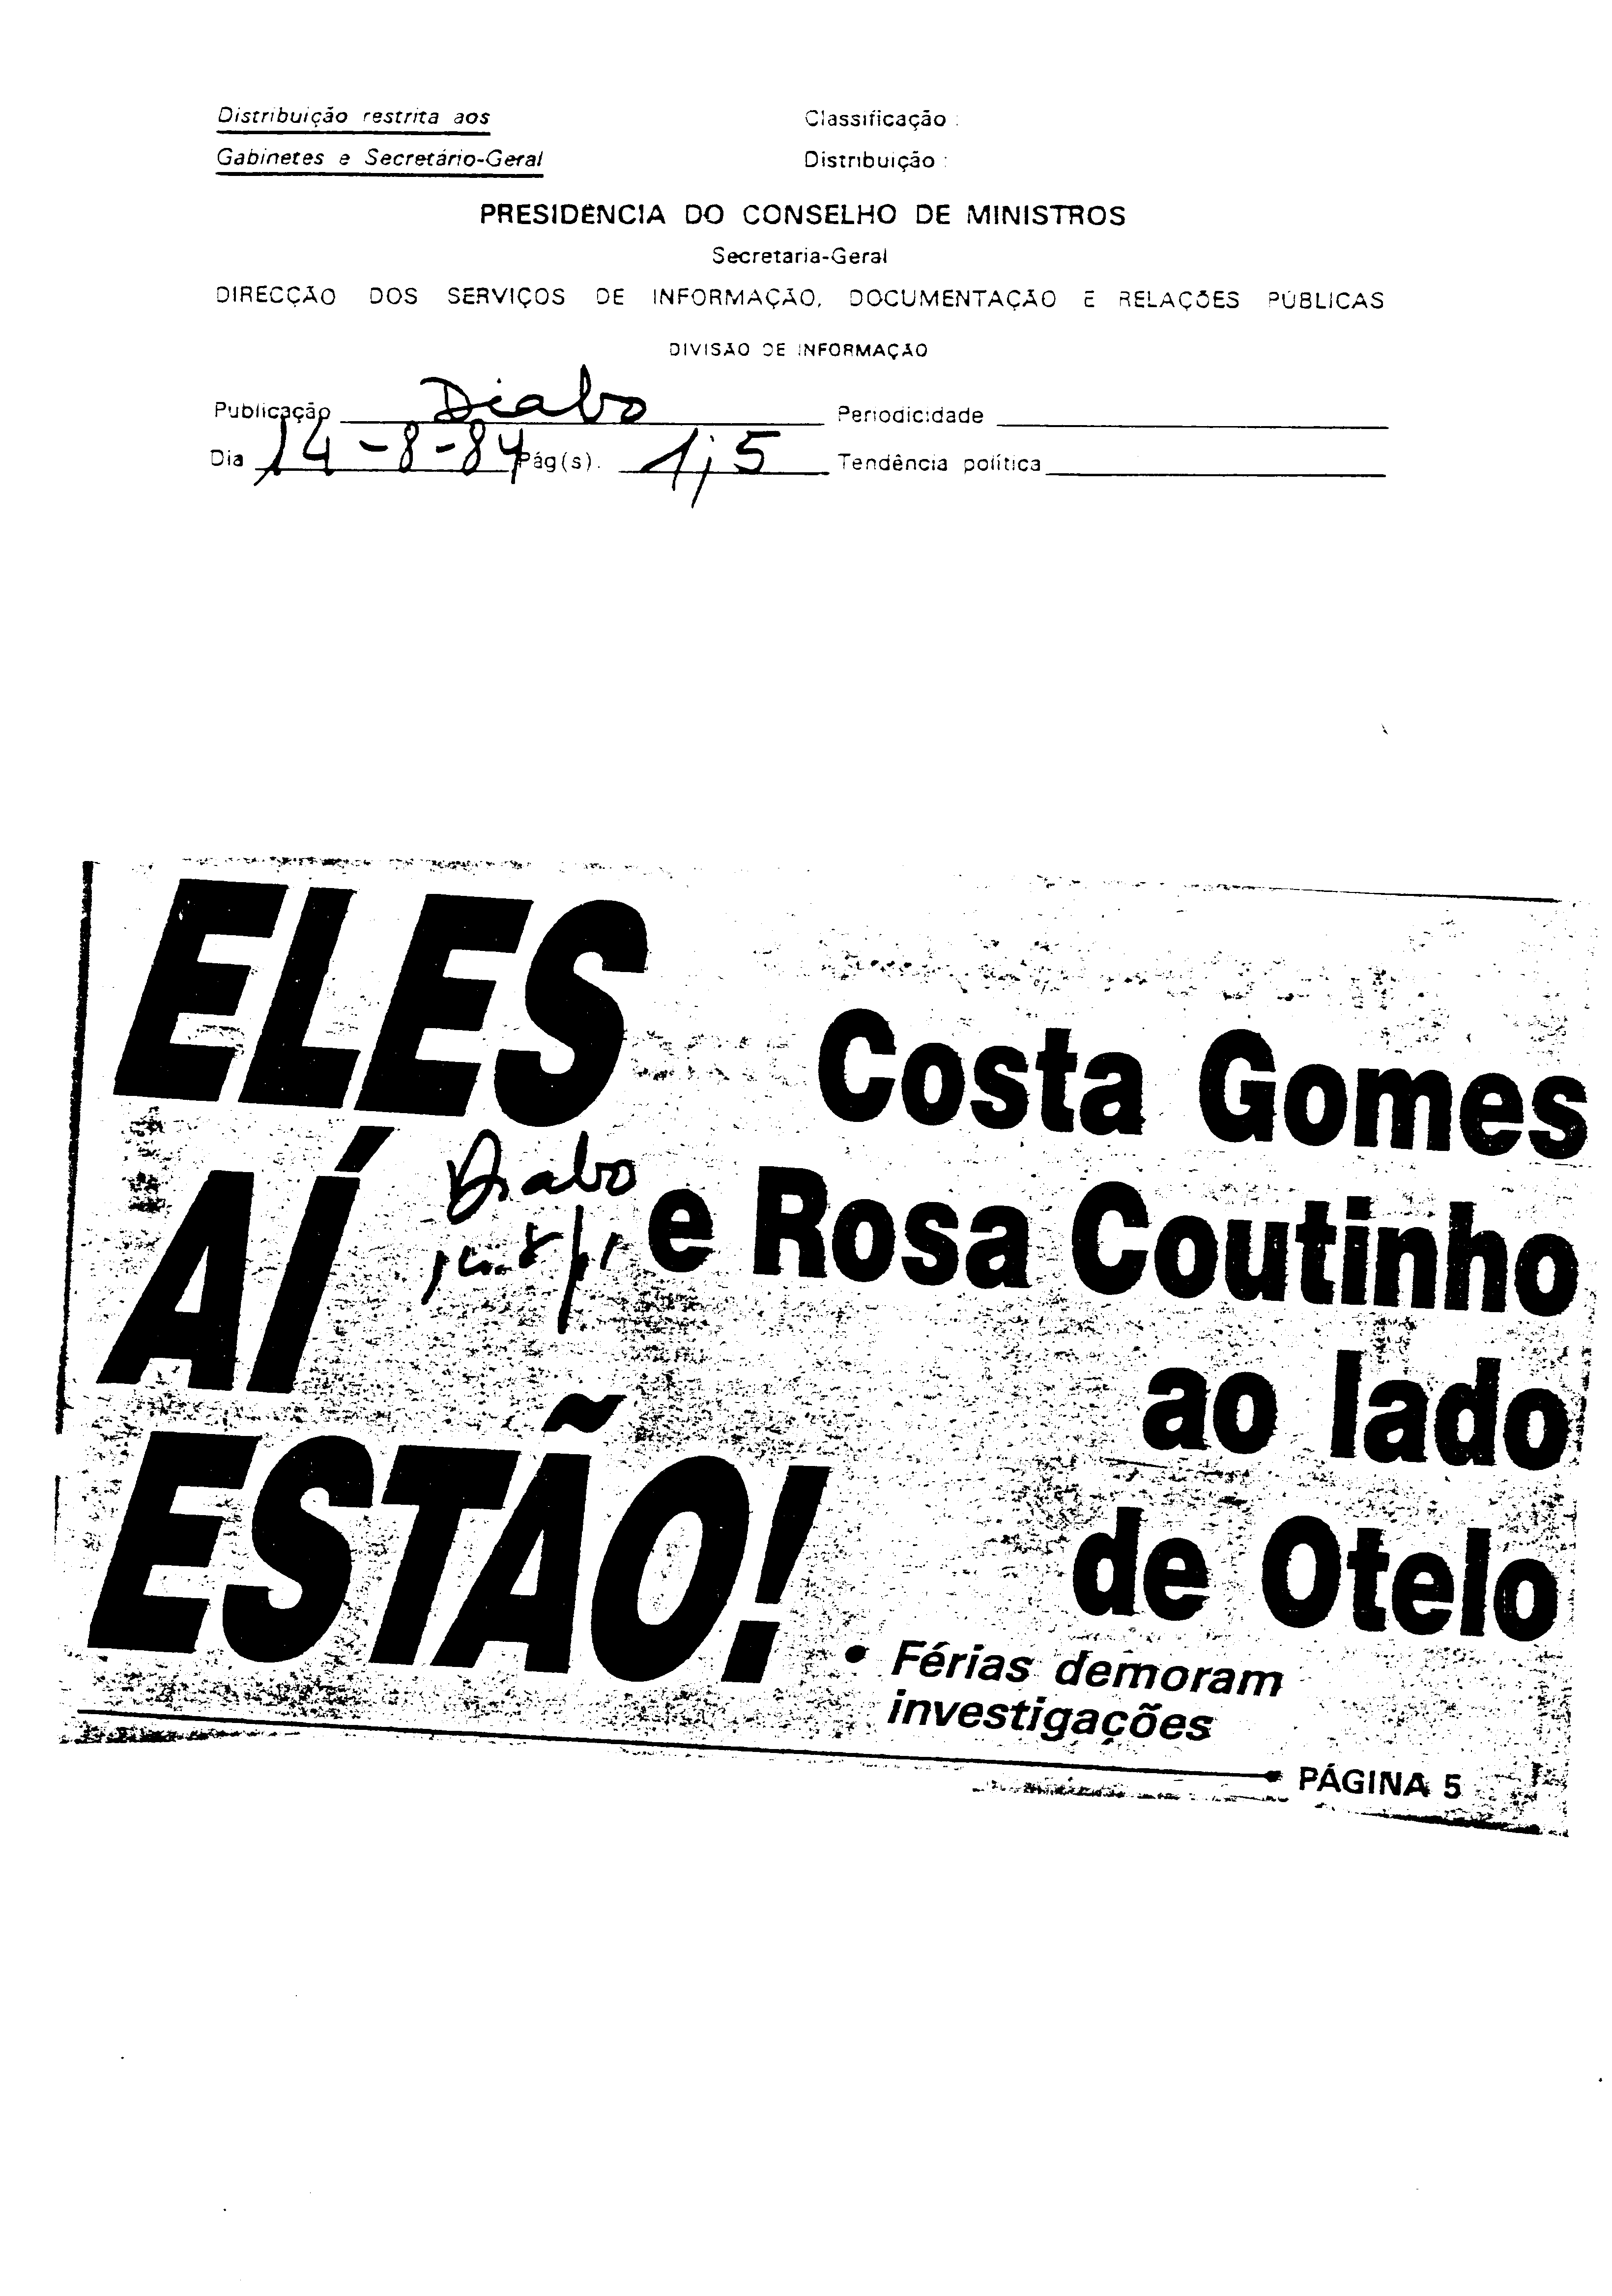 Distribuição restrita aos
Gabinetes e Secretário-Geral
Classificação :
Distribuição :
PRESIDÊNCIA DO CONSELHO DE MINISTROS
Secretaria-Geral
DIRECÇÃO DOS SERVIÇOS DE INFORMAÇÃO, DOCUMENTAÇÃO E RELAÇÕES PÚBLICAS
DIVISÃO DE INFORMAÇÃO
Publicação Diabo Periodicidade
Dia 14-8-84 Pág(s). 1;5 Tendência política
ELES
AÍ
ESTÃO!
Diabo
Costa Gomes
e Rosa Coutinho
ao lado
de Otelo
• Férias demoram
investigações
PÁGINA 5